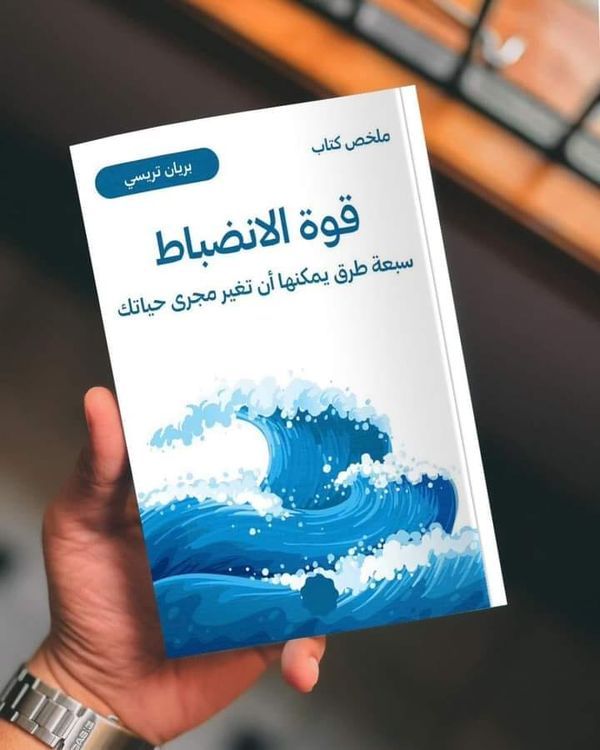 ملخص كتاب
بريان تريسي
قوة الانضباط
سبعة طرق يمكنها أن تغير مجرى حياتك